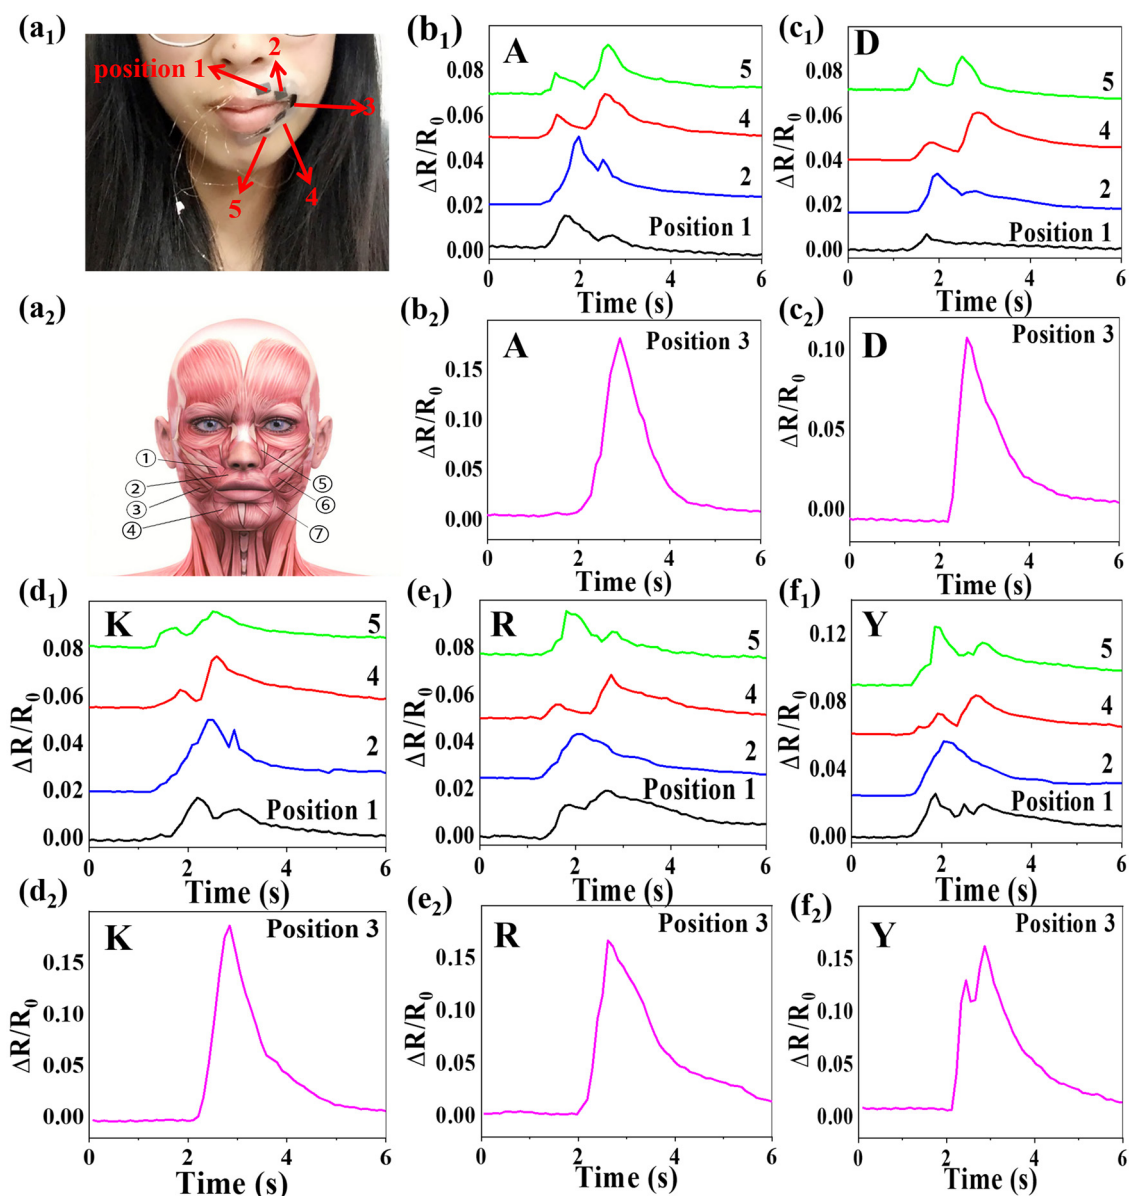 (a1)
position 1
2
3
4
5
(b1)
A
5
4
2
Position 1
ΔR/R0
0.08
0.06
0.04
0.02
0.00
0 2 4 6
Time (s)
(c1)
D
5
4
2
Position 1
ΔR/R0
0.08
0.06
0.04
0.02
0.00
0 2 4 6
Time (s)
(a2)
①
②
③
④
⑤
⑥
⑦
(b2)
A
Position 3
ΔR/R0
0.15
0.10
0.05
0.00
0 2 4 6
Time (s)
(c2)
D
Position 3
ΔR/R0
0.10
0.05
0.00
0 2 4 6
Time (s)
(d1)
K
5
4
2
Position 1
ΔR/R0
0.08
0.06
0.04
0.02
0.00
0 2 4 6
Time (s)
(e1)
R
5
4
2
Position 1
ΔR/R0
0.08
0.06
0.04
0.02
0.00
0 2 4 6
Time (s)
(f1)
Y
5
4
2
Position 1
ΔR/R0
0.12
0.08
0.04
0.00
0 2 4 6
Time (s)
(d2)
K
Position 3
ΔR/R0
0.15
0.10
0.05
0.00
0 2 4 6
Time (s)
(e2)
R
Position 3
ΔR/R0
0.15
0.10
0.05
0.00
0 2 4 6
Time (s)
(f2)
Y
Position 3
ΔR/R0
0.15
0.10
0.05
0.00
0 2 4 6
Time (s)